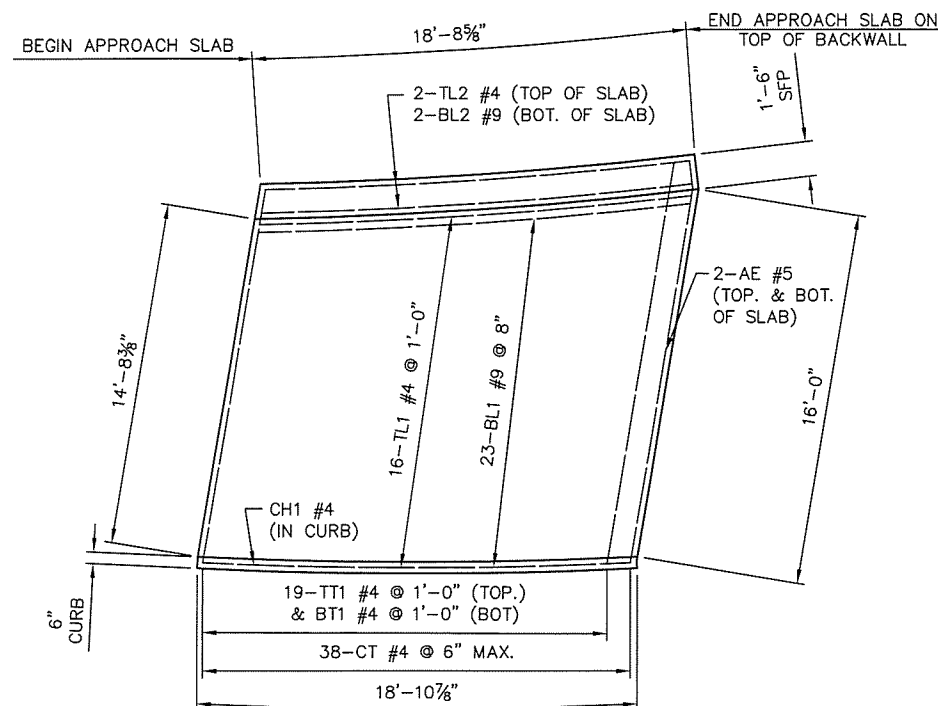 BEGIN APPROACH SLAB
18'-8⅝"
END APPROACH SLAB ON
TOP OF BACKWALL
2-TL2 #4 (TOP OF SLAB)
2-BL2 #9 (BOT. OF SLAB)
1'-6"
SFP
14'-8⅜"
16-TL1 #4 @ 1'-0"
23-BL1 #9 @ 8"
2-AE #5
(TOP. & BOT.
OF SLAB)
16'-0"
CH1 #4
(IN CURB)
6"
CURB
19-TT1 #4 @ 1'-0" (TOP.)
& BT1 #4 @ 1'-0" (BOT)
38-CT #4 @ 6" MAX.
18'-10⅞"